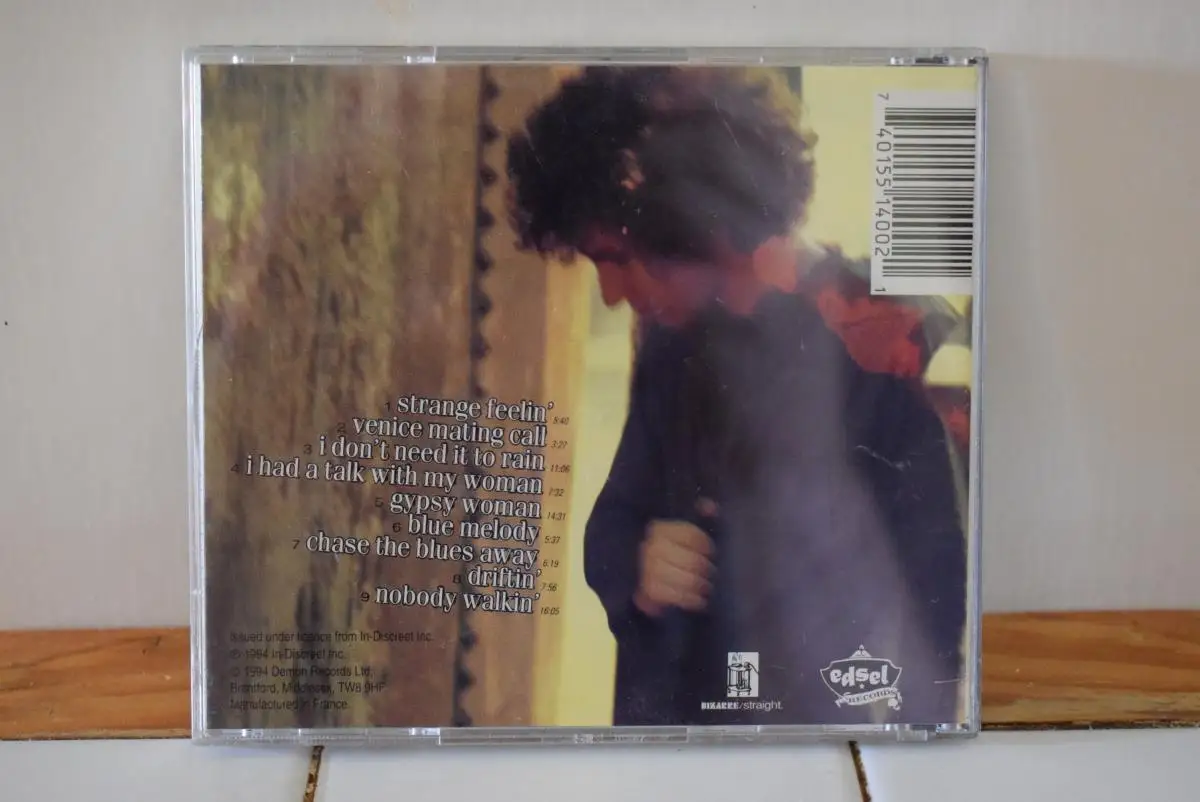 1 strange feelin' 5:40
2 venice mating call 3:27
3 i don't need it to rain 11:06
4 i had a talk with my woman 7:32
5 gypsy woman 14:31
6 blue melody 5:37
7 chase the blues away 6:19
8 driftin' 7:56
9 nobody walkin' 16:05
Issued under licence from In-Discreet Inc.
℗ 1994 In-Discreet Inc.
© 1994 Demon Records Ltd.
Brentford, Middlesex, TW8 9HF
Manufactured in France.
BIZARRE/straight.
edsel
RECORDS
7 40155 14002 1